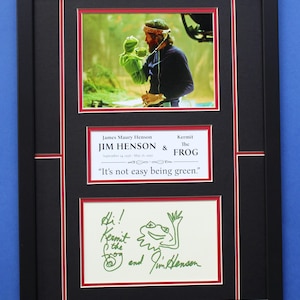 James Maury Henson
JIM HENSON
&
Kermit
the
FROG
"It's not easy being green."
Hi!
Kermit
the
Frog
and Jim Henson